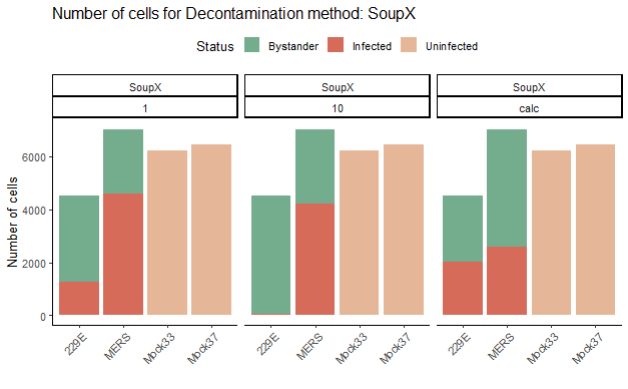 Number of cells for Decontamination method: SoupX
Status Bystander Infected Uninfected
SoupX SoupX SoupX
1 10 calc
Number of cells
6000
4000
2000
0
229E MERS Mock33 Mock37 229E MERS Mock33 Mock37 229E MERS Mock33 Mock37